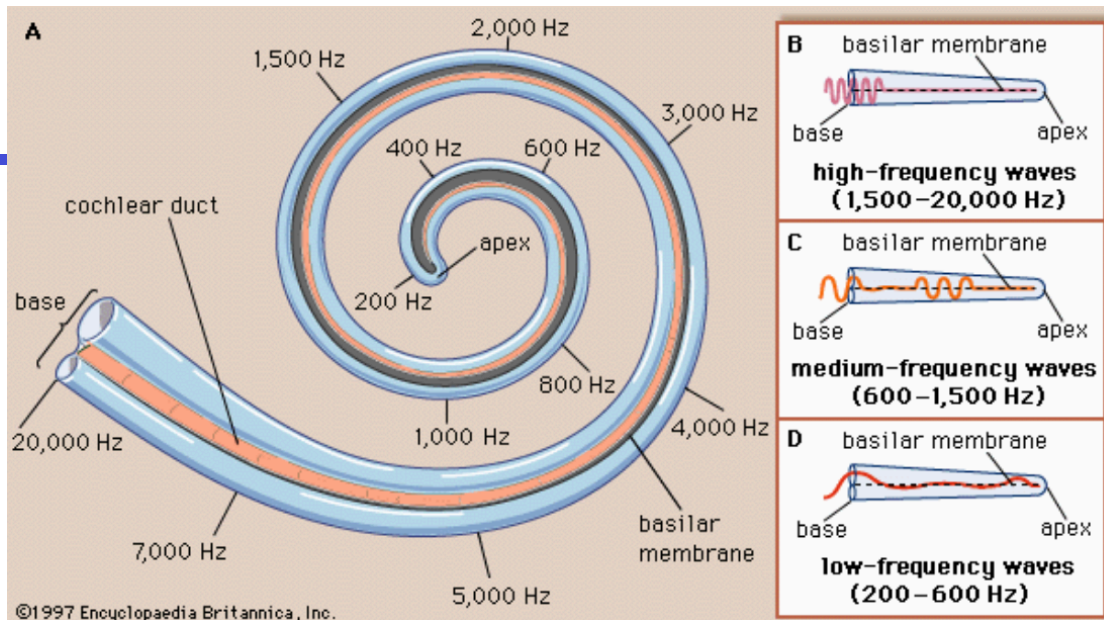 A
2,000 Hz
1,500 Hz
3,000 Hz
400 Hz
600 Hz
cochlear duct
apex
200 Hz
base
800 Hz
20,000 Hz
1,000 Hz
4,000 Hz
basilar
membrane
7,000 Hz
5,000 Hz
©1997 Encyclopaedia Britannica, Inc.
B
basilar membrane
base
apex
high-frequency waves
(1,500–20,000 Hz)
C
basilar membrane
base
apex
medium-frequency waves
(600–1,500 Hz)
D
basilar membrane
base
apex
low-frequency waves
(200–600 Hz)